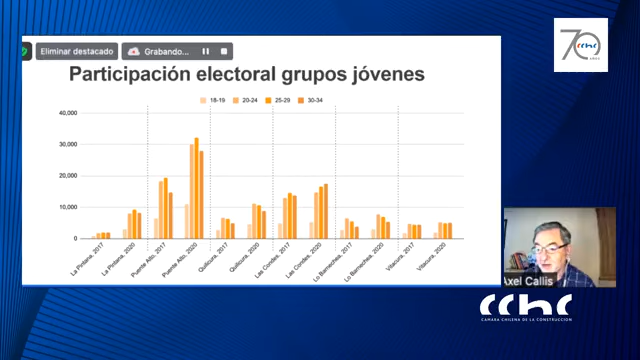 Eliminar destacado
Grabando...
70
cchc
AÑOS
Participación electoral grupos jóvenes
18-19 20-24 25-29 30-34
40,000
30,000
20,000
10,000
0
La Pintana, 2017
La Pintana, 2020
Puente Alto, 2017
Puente Alto, 2020
Quilicura, 2017
Quilicura, 2020
Las Condes, 2017
Las Condes, 2020
Lo Barnechea, 2017
Lo Barnechea, 2020
Vitacura, 2017
Vitacura, 2020
Axel Callis
cchc
CÁMARA CHILENA DE LA CONSTRUCCIÓN